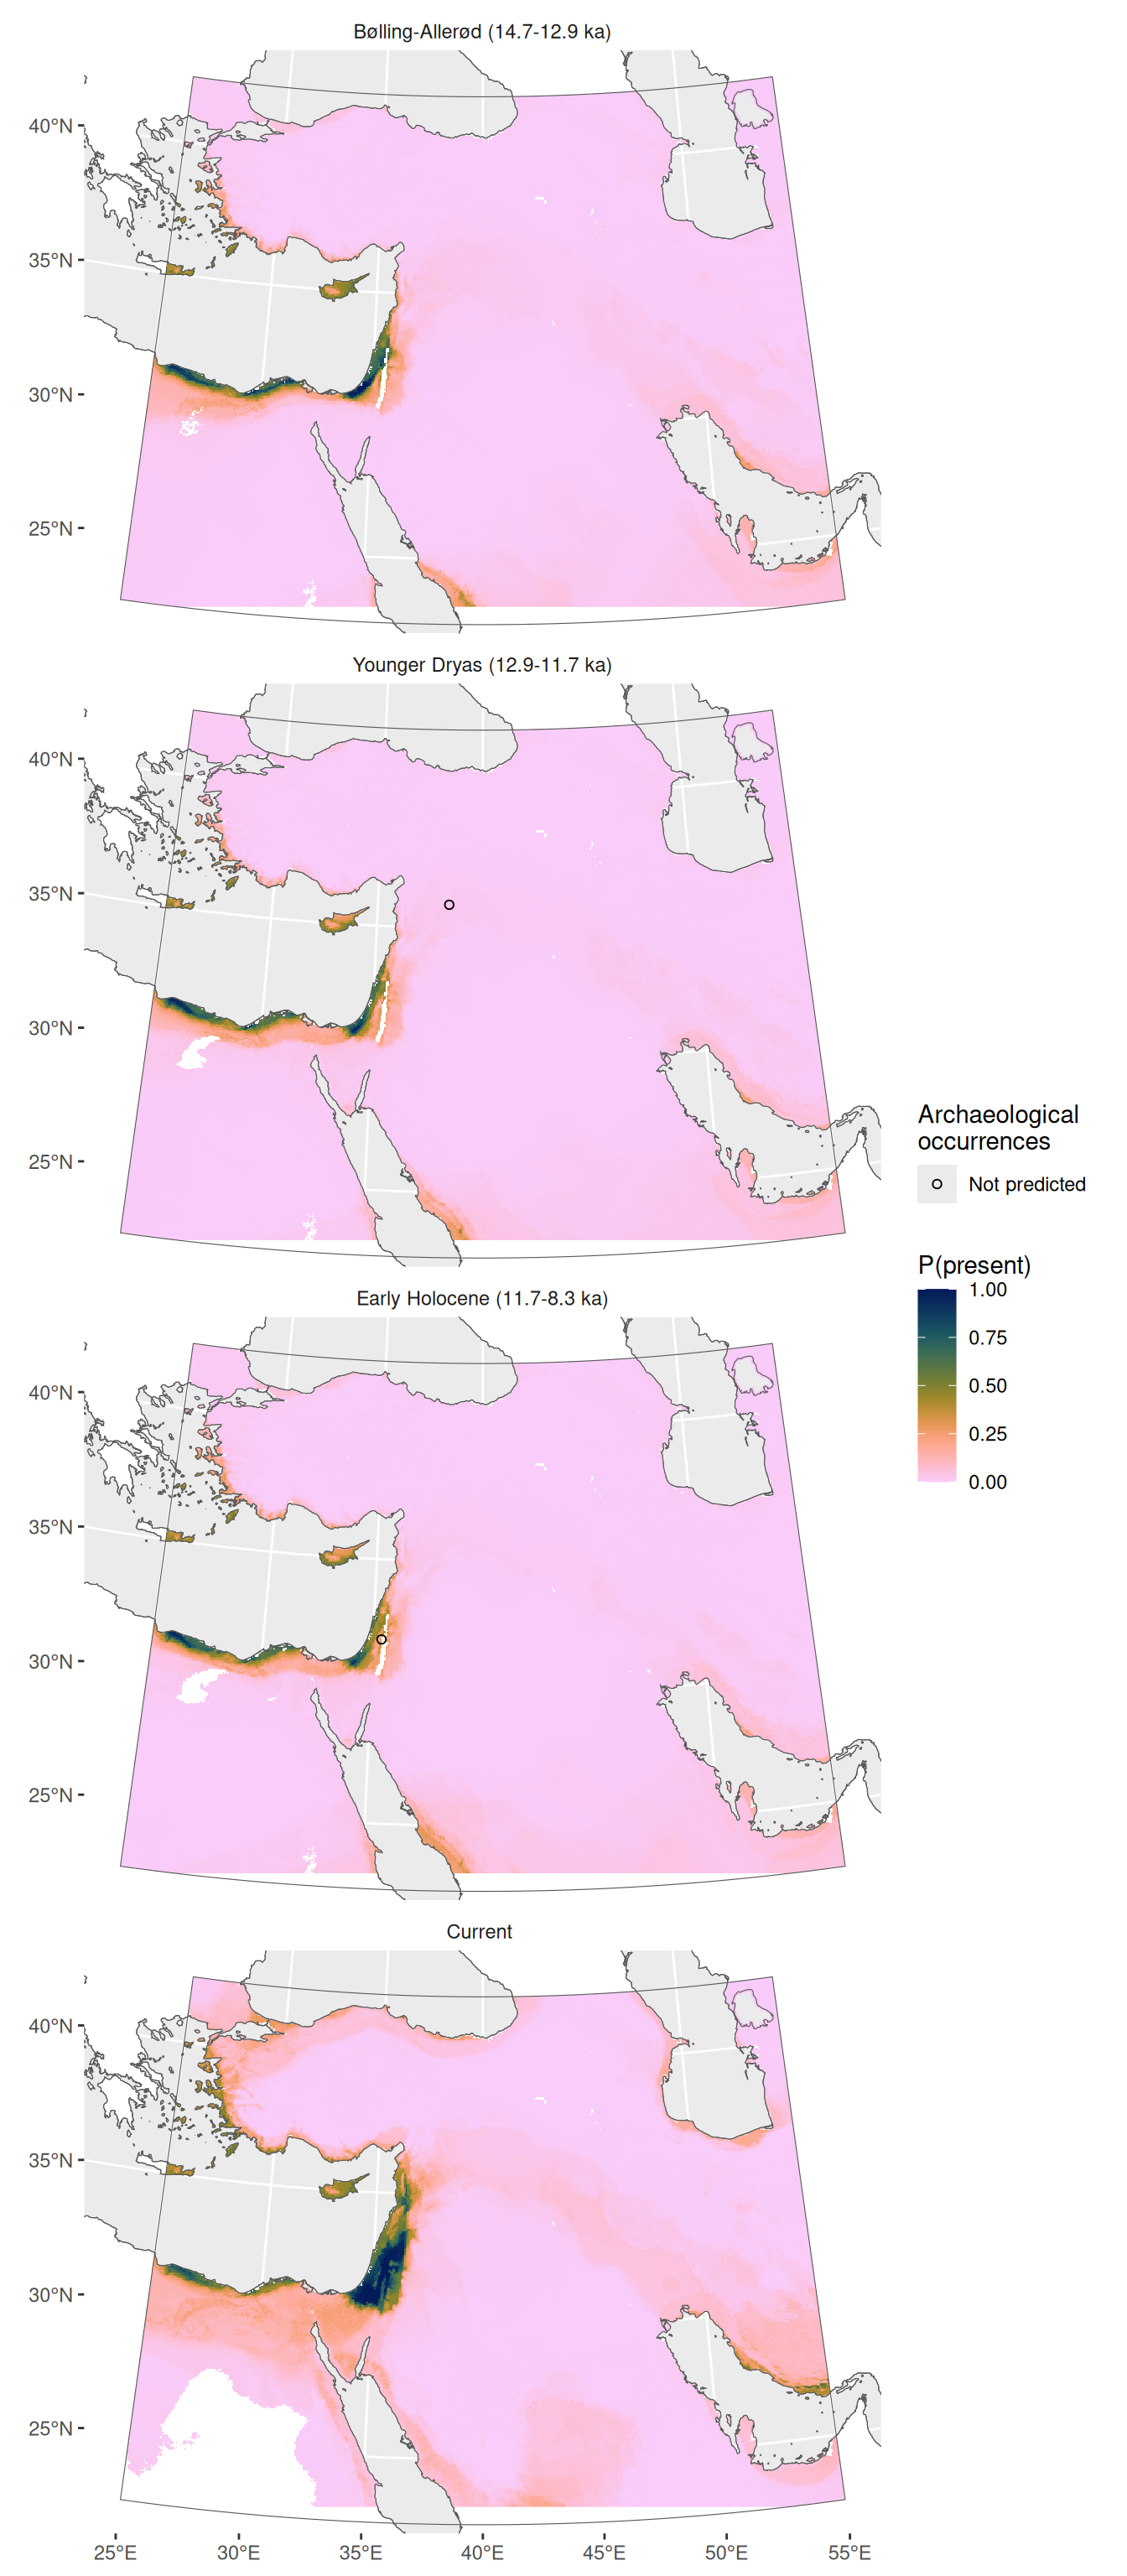 Bølling-Allerød (14.7-12.9 ka)
40°N
35°N
30°N
25°N
Younger Dryas (12.9-11.7 ka)
40°N
35°N
30°N
25°N
Archaeological
occurrences
Not predicted
P(present)
1.00
0.75
0.50
0.25
0.00
Early Holocene (11.7-8.3 ka)
40°N
35°N
30°N
25°N
Current
40°N
35°N
30°N
25°N
25°E 30°E 35°E 40°E 45°E 50°E 55°E